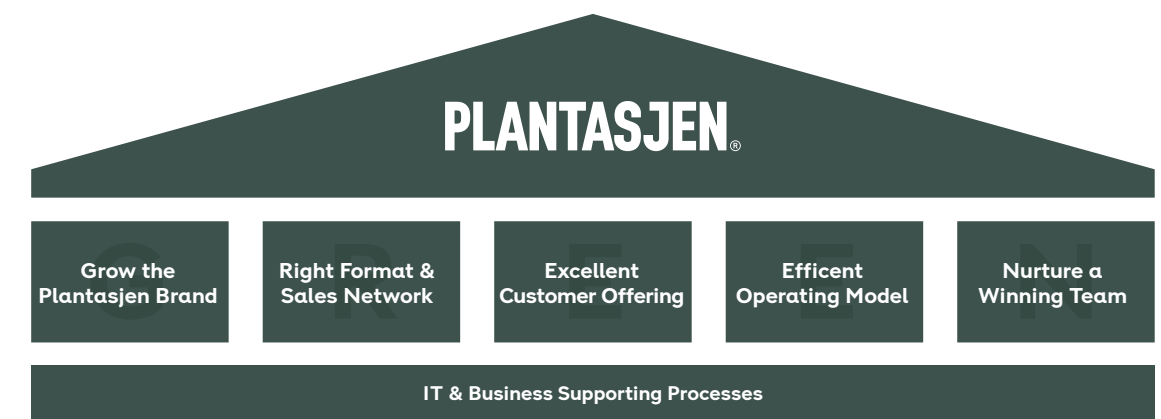 PLANTASJEN®
G
Grow the
Plantasjen Brand
R
Right Format &
Sales Network
E
Excellent
Customer Offering
E
Efficent
Operating Model
N
Nurture a
Winning Team
IT & Business Supporting Processes